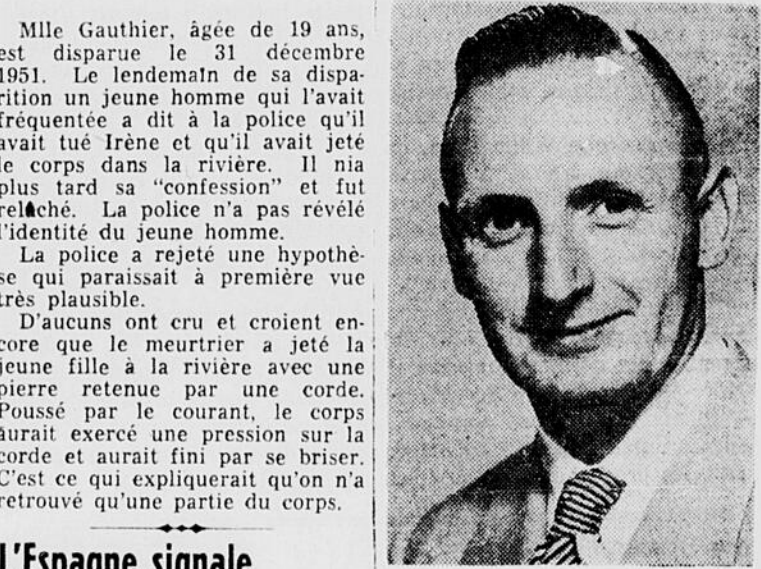 Mlle Gauthier, âgée de 19 ans,
est disparue le 31 décembre
1951. Le lendemain de sa dispa-
rition un jeune homme qui l'avait
fréquentée a dit à la police qu'il
avait tué Irène et qu'il avait jeté
le corps dans la rivière. Il nia
plus tard sa "confession" et fut
relâché. La police n'a pas révélé
l'identité du jeune homme.
La police a rejeté une hypothè-
se qui paraissait à première vue
très plausible.
D'aucuns ont cru et croient en-
core que le meurtrier a jeté la
jeune fille à la rivière avec une
pierre retenue par une corde.
Poussé par le courant, le corps
aurait exercé une pression sur la
corde et aurait fini par se briser.
C'est ce qui expliquerait qu'on n'a
retrouvé qu'une partie du corps.
L'Espagne signale